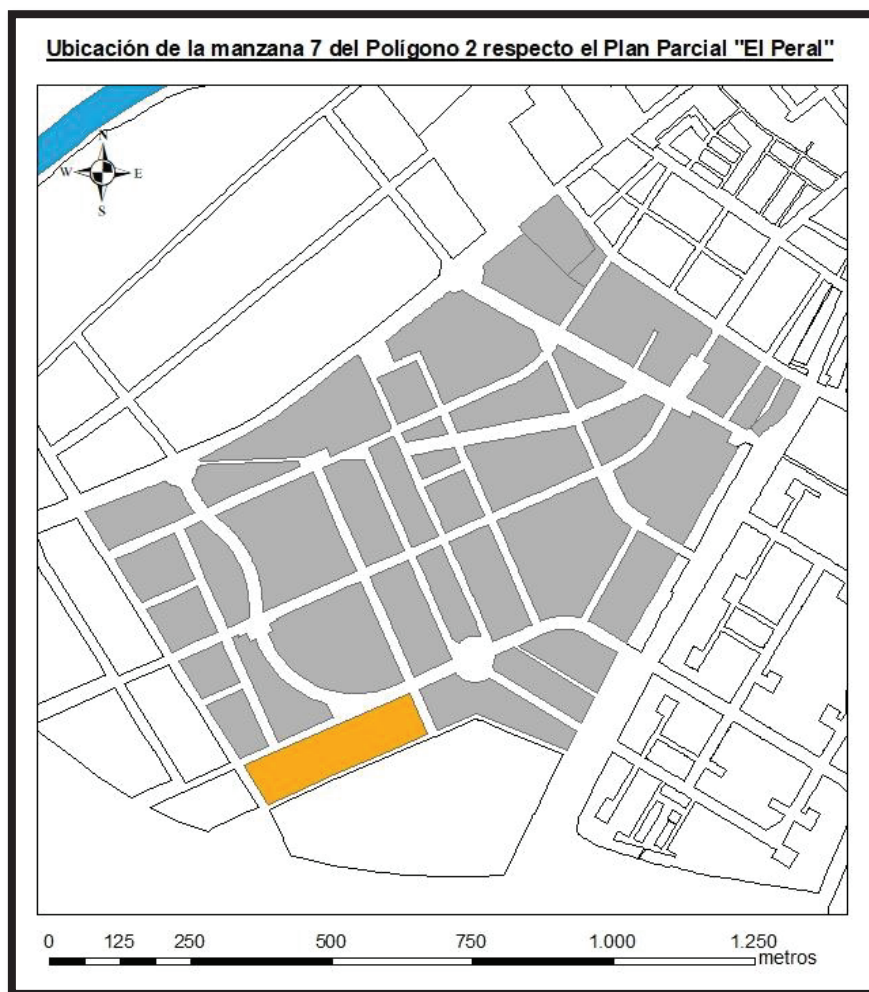 Ubicación de la manzana 7 del Polígono 2 respecto el Plan Parcial "El Peral"
N
W E
S
0 125 250 500 750 1.000 1.250
metros